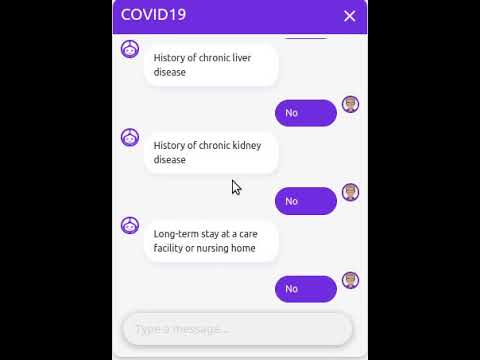 COVID19
History of chronic liver
disease
No
History of chronic kidney
disease
No
Long-term stay at a care
facility or nursing home
No
Type a message...